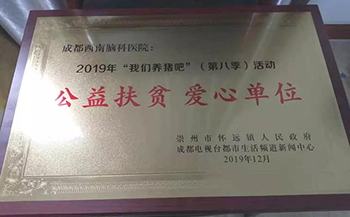 成都西南脑科医院：
2019年“我们养猪吧”（第八季）活动
公益扶贫 爱心单位
崇州市怀远镇人民政府
成都电视台都市生活频道新闻中心
2019年12月